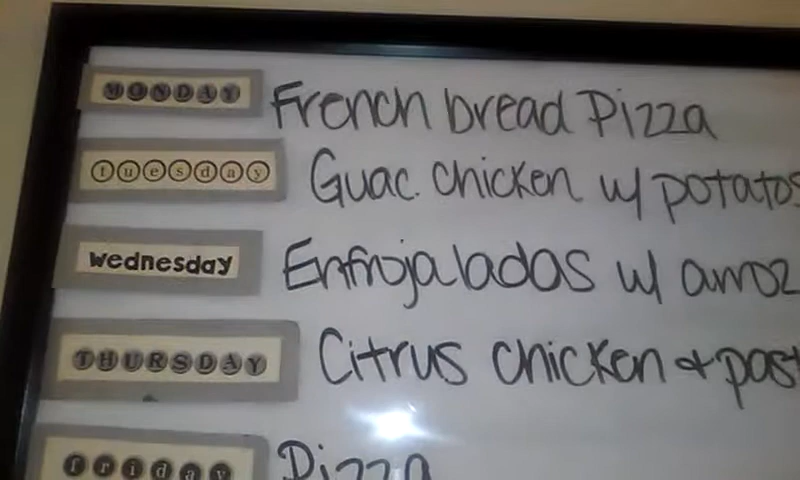 MONDAY French bread Pizza
tuesday Guac. chicken w/ potatos
wednesday Enfrojaladas w/ arroz
THURSDAY Citrus chicken & past
friday Pizza